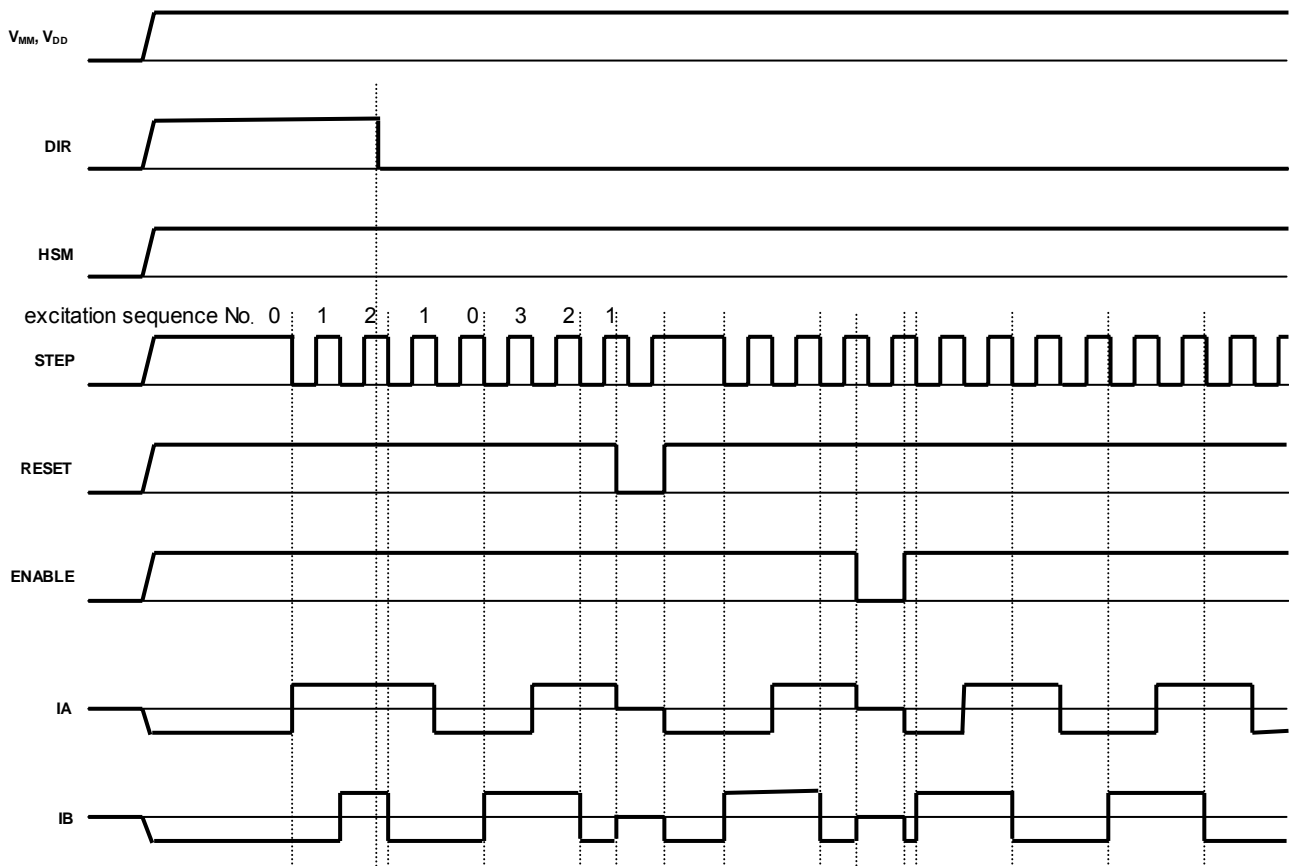 VMM, VDD
DIR
HSM
excitation sequence No. 0 1 2 1 0 3 2 1
STEP
RESET
ENABLE
IA
IB